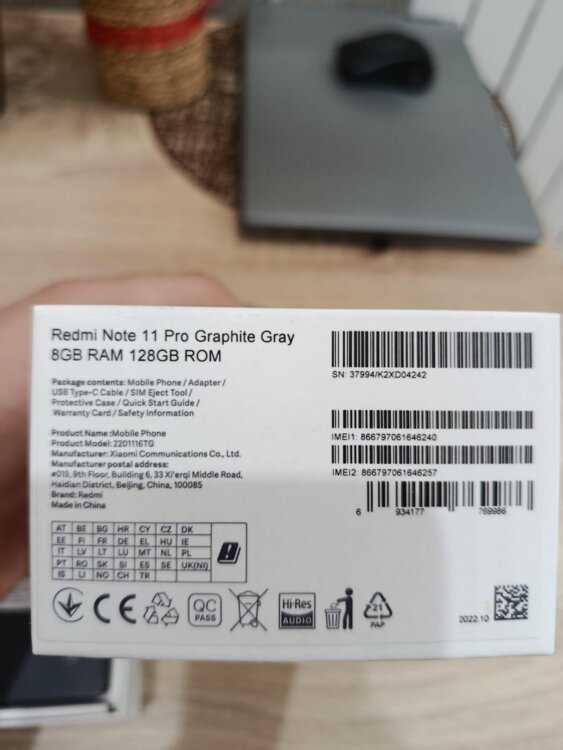 Redmi Note 11 Pro Graphite Gray
8GB RAM 128GB ROM
Package contents: Mobile Phone / Adapter /
USB Type-C Cable / SIM Eject Tool /
Protective Case / Quick Start Guide /
Warranty Card / Safety Information
Product Name :Mobile Phone
Product Model: 2201116TG
Manufacturer: Xiaomi Communications Co., Ltd.
Manufacturer postal address:
#019, 9th Floor, Building 6, 33 Xi'erqi Middle Road,
Haidian District, Beijing, China, 100085
Brand: Redmi
Made in China
SN: 37994/K2XD04242
IMEI1: 866797061646240
IMEI2: 866797061646257
6 934177 769986
AT BE BG HR CY CZ DK
EE FI FR DE EL HU IE
IT LV LT LU MT NL PL
PT RO SK SI ES SE UK(NI)
IS LI NO CH TR
CE
QC
PASS
Hi-Res
AUDIO
21
PAP
2022.10